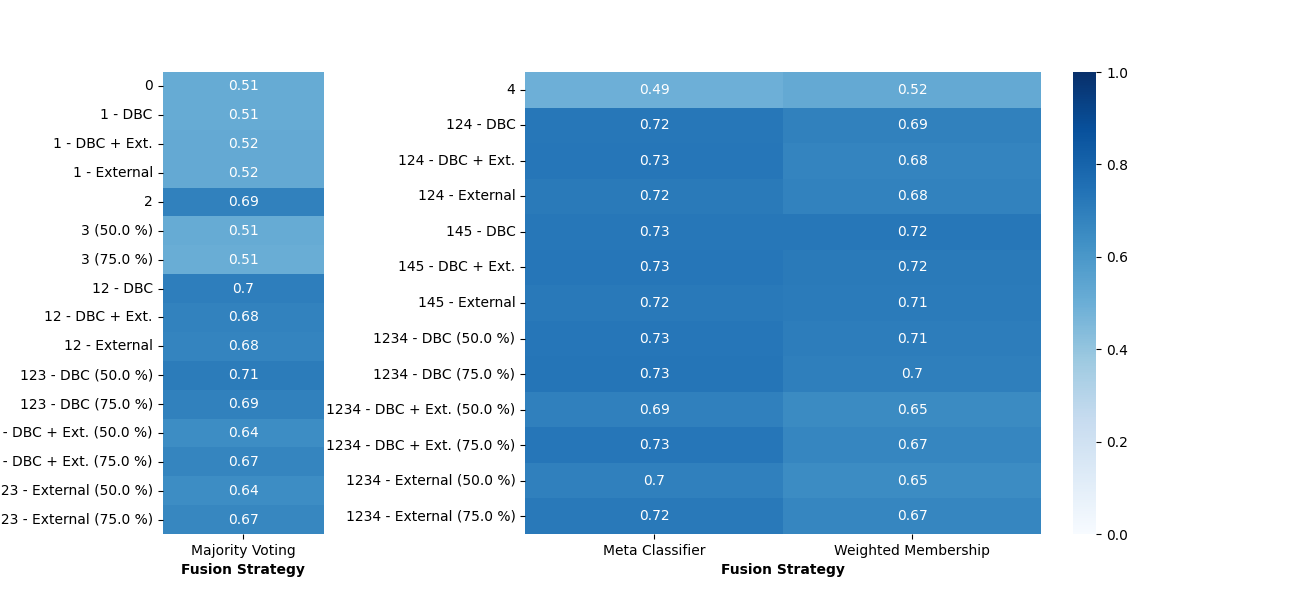 0 0.51
1 - DBC 0.51
1 - DBC + Ext. 0.52
1 - External 0.52
2 0.69
3 (50.0 %) 0.51
3 (75.0 %) 0.51
12 - DBC 0.7
12 - DBC + Ext. 0.68
12 - External 0.68
123 - DBC (50.0 %) 0.71
123 - DBC (75.0 %) 0.69
- DBC + Ext. (50.0 %) 0.64
- DBC + Ext. (75.0 %) 0.67
23 - External (50.0 %) 0.64
23 - External (75.0 %) 0.67
Majority Voting
Fusion Strategy
4 0.49 0.52
124 - DBC 0.72 0.69
124 - DBC + Ext. 0.73 0.68
124 - External 0.72 0.68
145 - DBC 0.73 0.72
145 - DBC + Ext. 0.73 0.72
145 - External 0.72 0.71
1234 - DBC (50.0 %) 0.73 0.71
1234 - DBC (75.0 %) 0.73 0.7
1234 - DBC + Ext. (50.0 %) 0.69 0.65
1234 - DBC + Ext. (75.0 %) 0.73 0.67
1234 - External (50.0 %) 0.7 0.65
1234 - External (75.0 %) 0.72 0.67
Meta Classifier Weighted Membership
Fusion Strategy
1.0
0.8
0.6
0.4
0.2
0.0